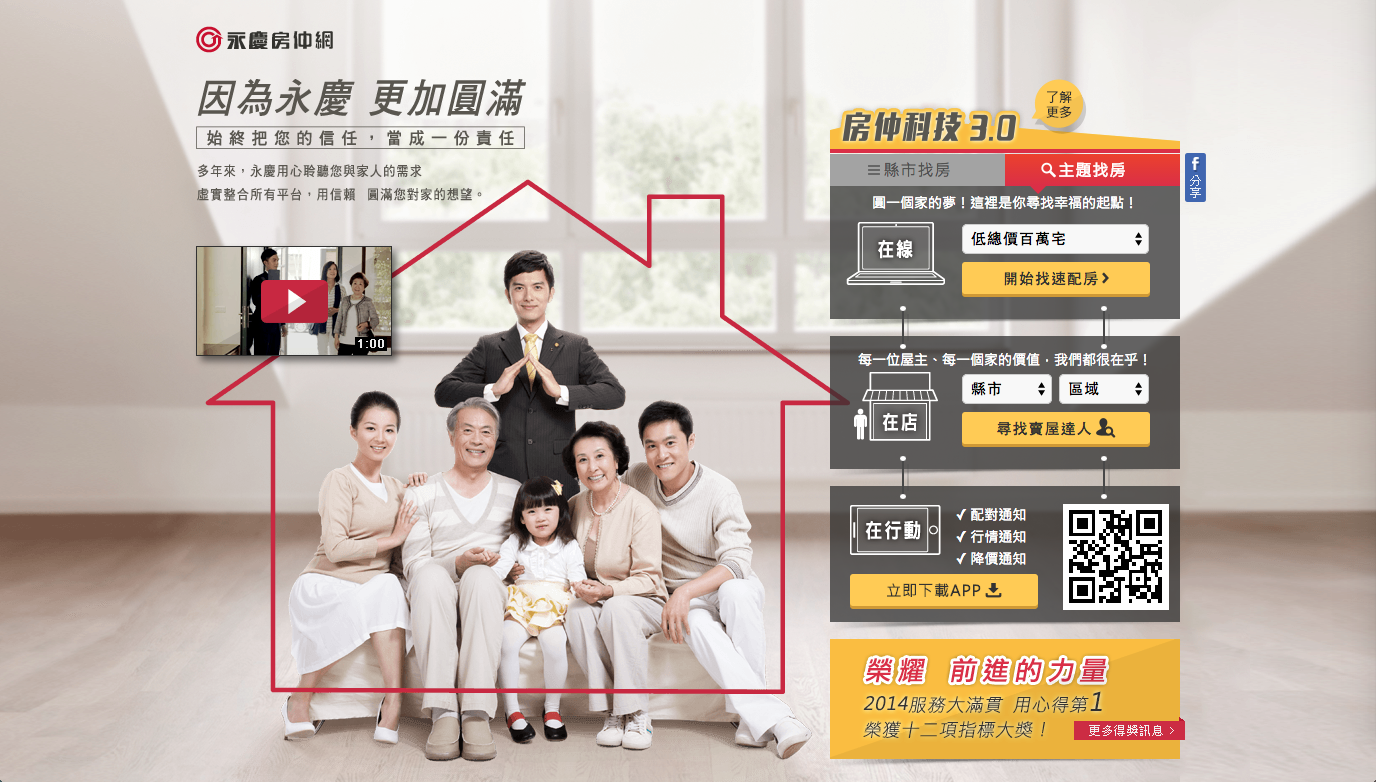 永慶房仲網
因為永慶 更加圓滿
始終把您的信任，當成一份責任
多年來，永慶用心聆聽您與家人的需求
虛實整合所有平台，用信賴 圓滿您對家的想望。
1:00
了解
更多
房仲科技 3.0
縣市找房
主題找房
f
分享
圓一個家的夢！這裡是你尋找幸福的起點！
在線
低總價百萬宅
開始找速配房
每一位屋主、每一個家的價值，我們都很在乎！
在店
縣市
區域
尋找賣屋達人
在行動
✓ 配對通知
✓ 行情通知
✓ 降價通知
立即下載APP
榮耀 前進的力量
2014服務大滿貫 用心得第1
榮獲十二項指標大獎！
更多得獎訊息 >